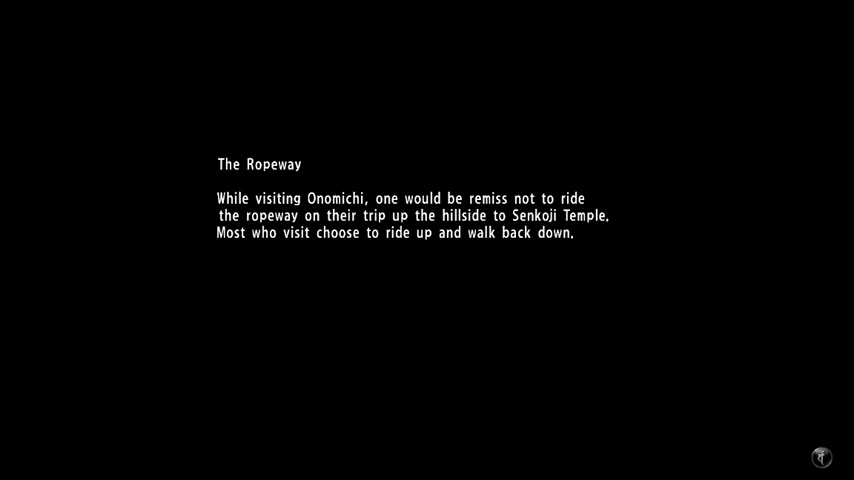 The Ropeway
While visiting Onomichi, one would be remiss not to ride
the ropeway on their trip up the hillside to Senkoji Temple.
Most who visit choose to ride up and walk back down.